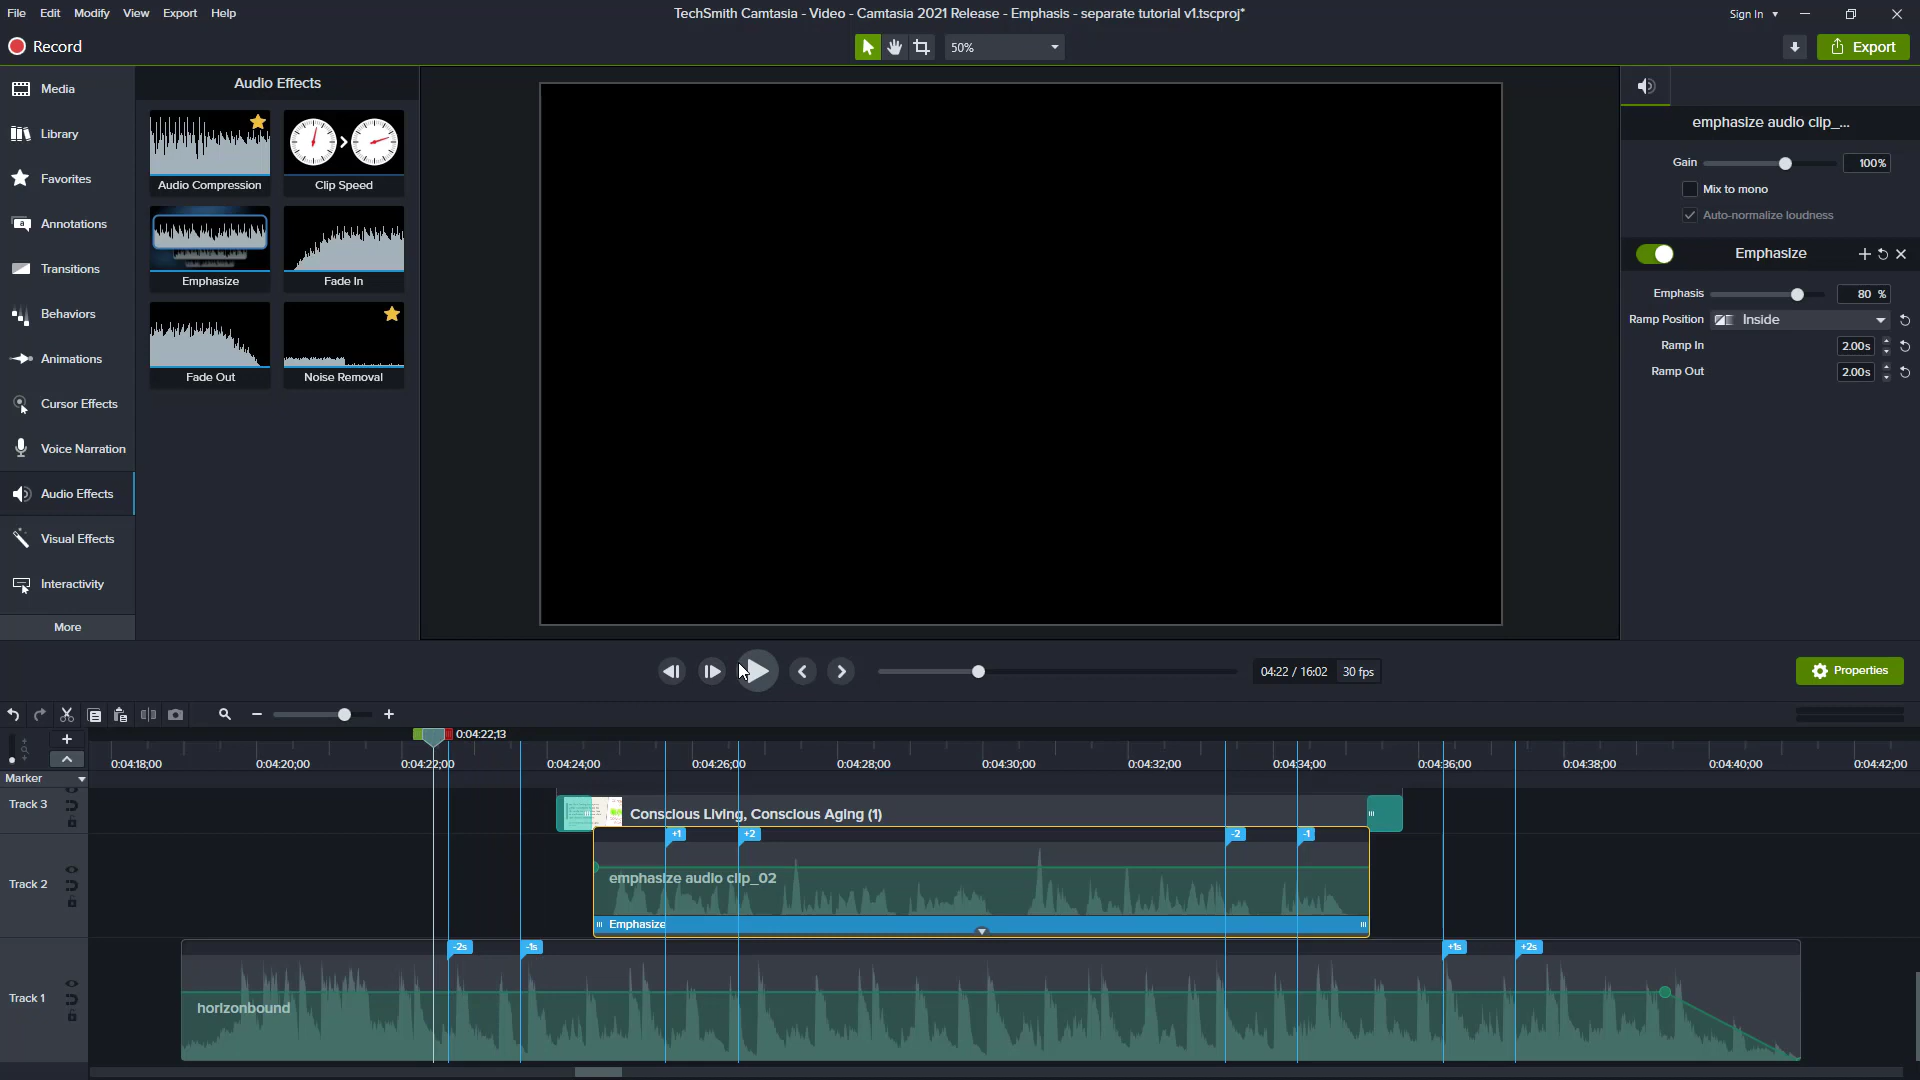 File Edit Modify View Export Help
TechSmith Camtasia - Video - Camtasia 2021 Release - Emphasis - separate tutorial v1.tscproj*
Sign In
Record
50%
Export
Media
Library
Favorites
Annotations
Transitions
Behaviors
Animations
Cursor Effects
Voice Narration
Audio Effects
Visual Effects
Interactivity
More
Audio Effects
Audio Compression
Clip Speed
Emphasize
Fade In
Fade Out
Noise Removal
emphasize audio clip_...
Gain 100%
Mix to mono
Auto-normalize loudness
Emphasize
Emphasis 80 %
Ramp Position Inside
Ramp In 2.00s
Ramp Out 2.00s
04:22 / 16:02 30 fps
Properties
0:04:22;13
0:04:18;00 0:04:20;00 0:04:22;00 0:04:24;00 0:04:26;00 0:04:28;00 0:04:30;00 0:04:32;00 0:04:34;00 0:04:36;00 0:04:38;00 0:04:40;00 0:04:42;00
Marker
Track 3
Conscious Living, Conscious Aging (1)
+1 +2 -2 -1
Track 2
emphasize audio clip_02
Emphasize
-2s -1s +1s +2s
Track 1
horizonbound